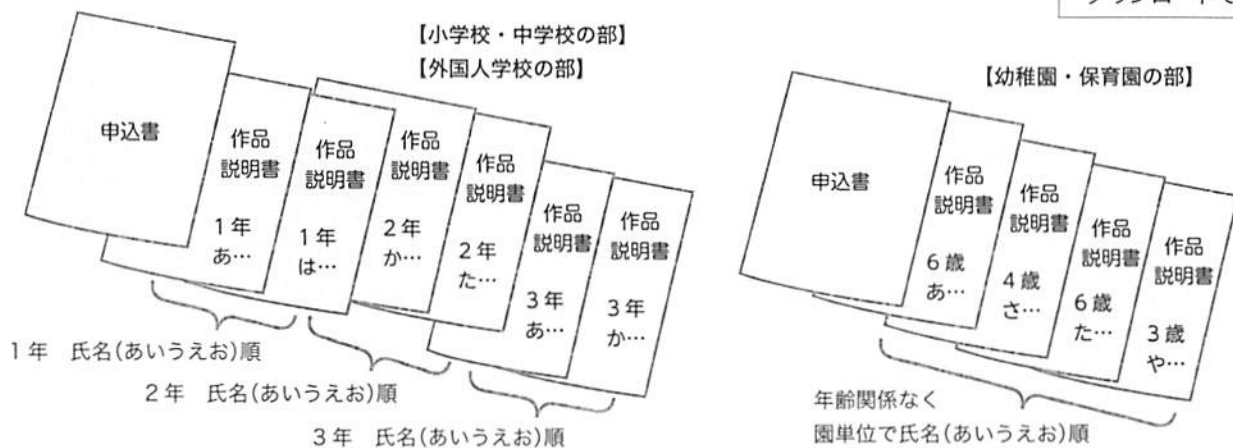 【小学校・中学校の部】
【外国人学校の部】
申込書
作品
説明書
1年
あ…
作品
説明書
1年
は…
作品
説明書
2年
か…
作品
説明書
2年
た…
作品
説明書
3年
あ…
作品
説明書
3年
か…
1年 氏名(あいうえお)順
2年 氏名(あいうえお)順
3年 氏名(あいうえお)順
【幼稚園・保育園の部】
申込書
作品
説明書
6歳
あ…
作品
説明書
4歳
さ…
作品
説明書
6歳
た…
作品
説明書
3歳
や…
年齢関係なく
園単位で氏名(あいうえお)順